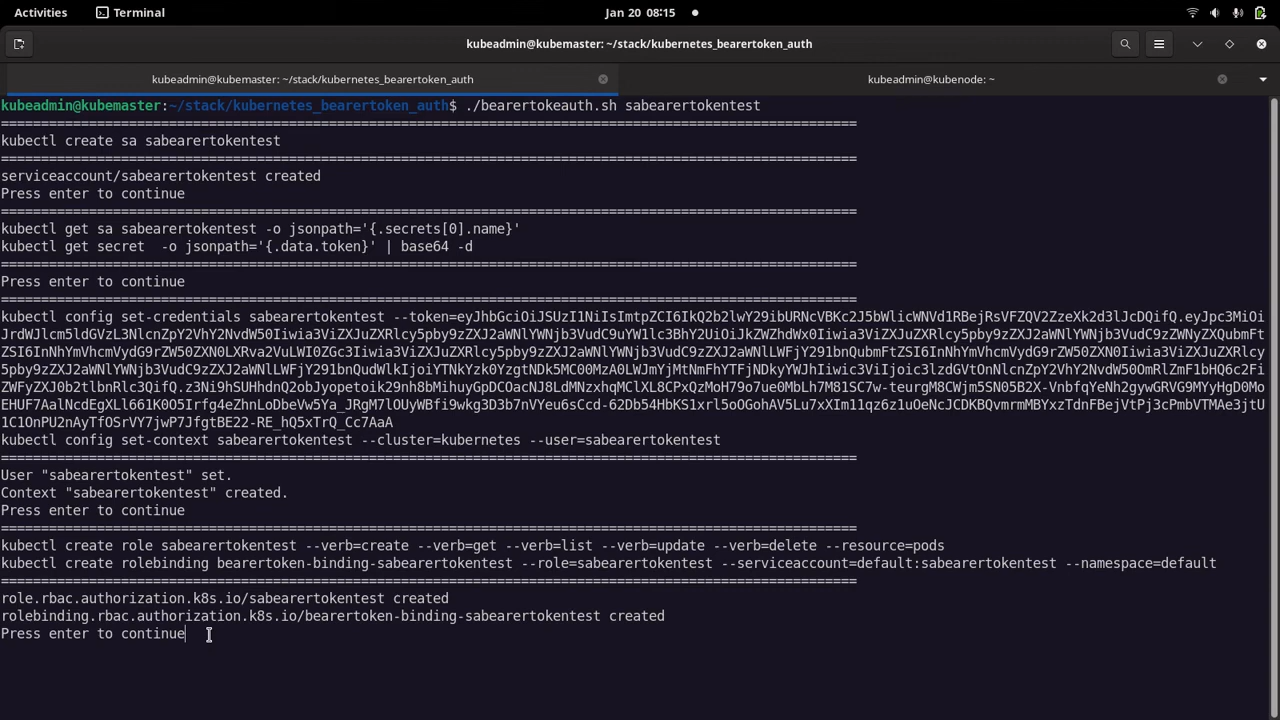 Activities Terminal Jan 20 08:15
kubeadmin@kubemaster: ~/stack/kubernetes_bearertoken_auth
kubeadmin@kubemaster: ~/stack/kubernetes_bearertoken_auth kubeadmin@kubenode: ~
kubeadmin@kubemaster:~/stack/kubernetes_bearertoken_auth$ ./bearertokeauth.sh sabearertokentest
===========================================================================================================
kubectl create sa sabearertokentest
===========================================================================================================
serviceaccount/sabearertokentest created
Press enter to continue
===========================================================================================================
kubectl get sa sabearertokentest -o jsonpath='{.secrets[0].name}'
kubectl get secret  -o jsonpath='{.data.token}' | base64 -d
===========================================================================================================
Press enter to continue
===========================================================================================================
kubectl config set-credentials sabearertokentest
kubectl config set-context sabearertokentest --cluster=kubernetes --user=sabearertokentest
===========================================================================================================
User "sabearertokentest" set.
Context "sabearertokentest" created.
Press enter to continue
===========================================================================================================
kubectl create role sabearertokentest --verb=create --verb=get --verb=list --verb=update --verb=delete --resource=pods
kubectl create rolebinding bearertoken-binding-sabearertokentest --role=sabearertokentest --serviceaccount=default:sabearertokentest --namespace=default
===========================================================================================================
role.rbac.authorization.k8s.io/sabearertokentest created
rolebinding.rbac.authorization.k8s.io/bearertoken-binding-sabearertokentest created
Press enter to continue